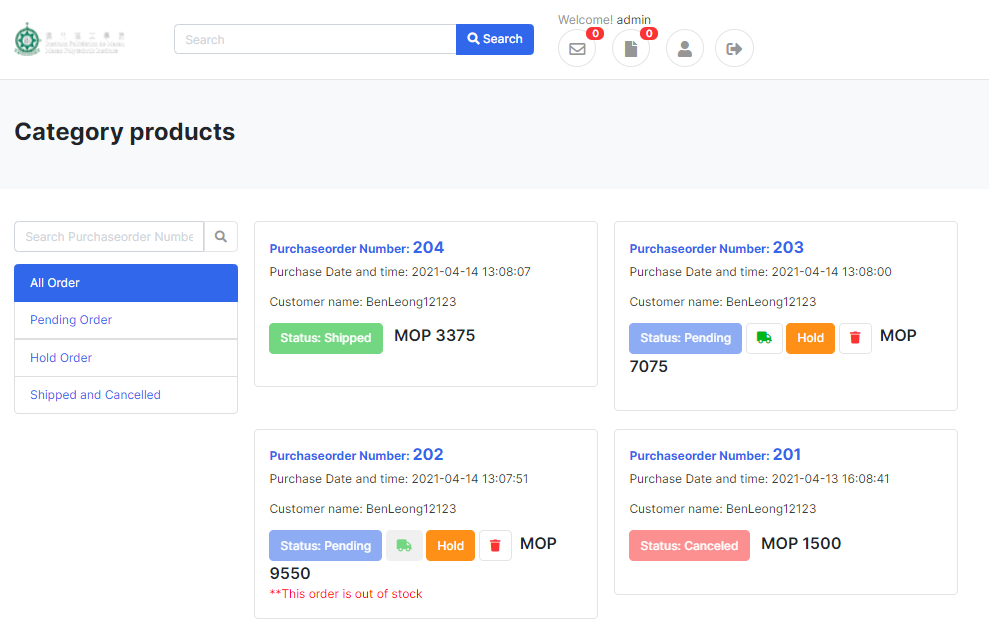 Welcome! admin
Search
Search
0
0
Category products
Search Purchaseorder Numbe
All Order
Pending Order
Hold Order
Shipped and Cancelled
Purchaseorder Number: 204
Purchase Date and time: 2021-04-14 13:08:07
Customer name: BenLeong12123
Status: Shipped MOP 3375
Purchaseorder Number: 203
Purchase Date and time: 2021-04-14 13:08:00
Customer name: BenLeong12123
Status: Pending Hold MOP
7075
Purchaseorder Number: 202
Purchase Date and time: 2021-04-14 13:07:51
Customer name: BenLeong12123
Status: Pending Hold MOP
9550
**This order is out of stock
Purchaseorder Number: 201
Purchase Date and time: 2021-04-13 16:08:41
Customer name: BenLeong12123
Status: Canceled MOP 1500